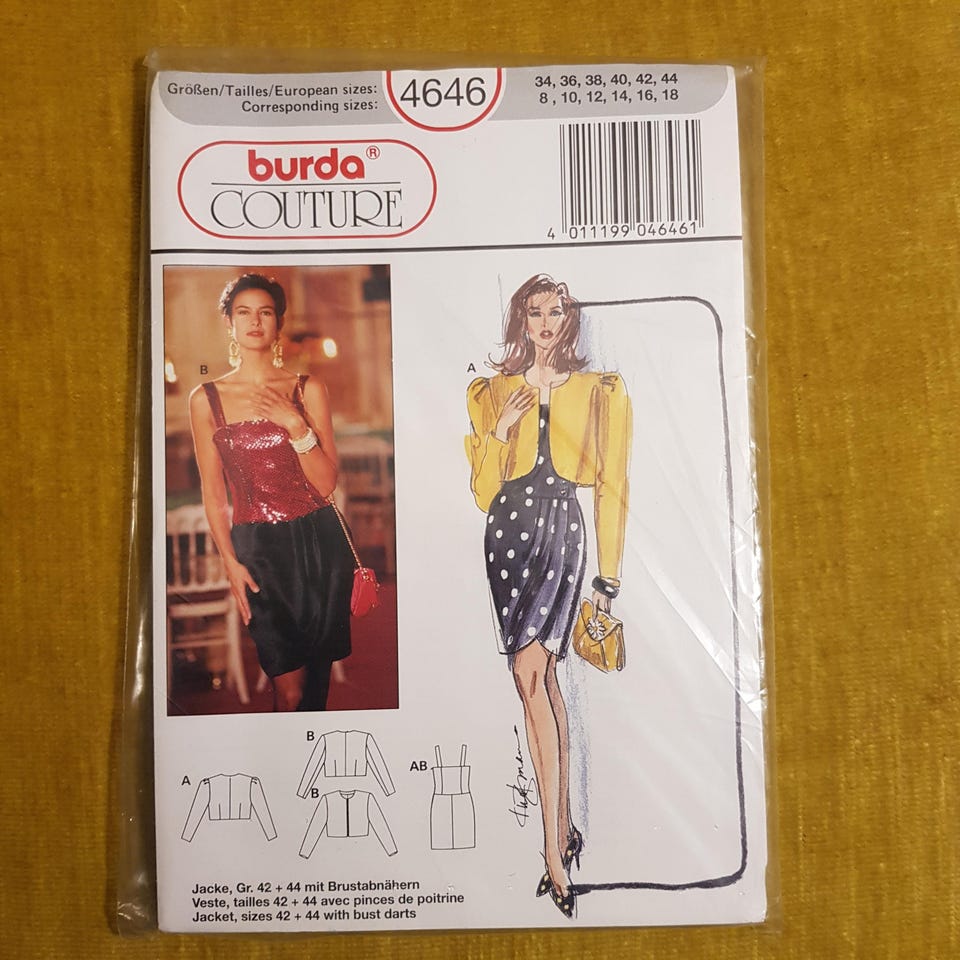 Größen/Tailles/European sizes:
Corresponding sizes:
4646
34, 36, 38, 40, 42, 44
8 , 10, 12, 14, 16, 18
burda®
COUTURE
4 011199 046461
B
A
A
B
B
AB
Jacke, Gr. 42 + 44 mit Brustabnähern
Veste, tailles 42 + 44 avec pinces de poitrine
Jacket, sizes 42 + 44 with bust darts